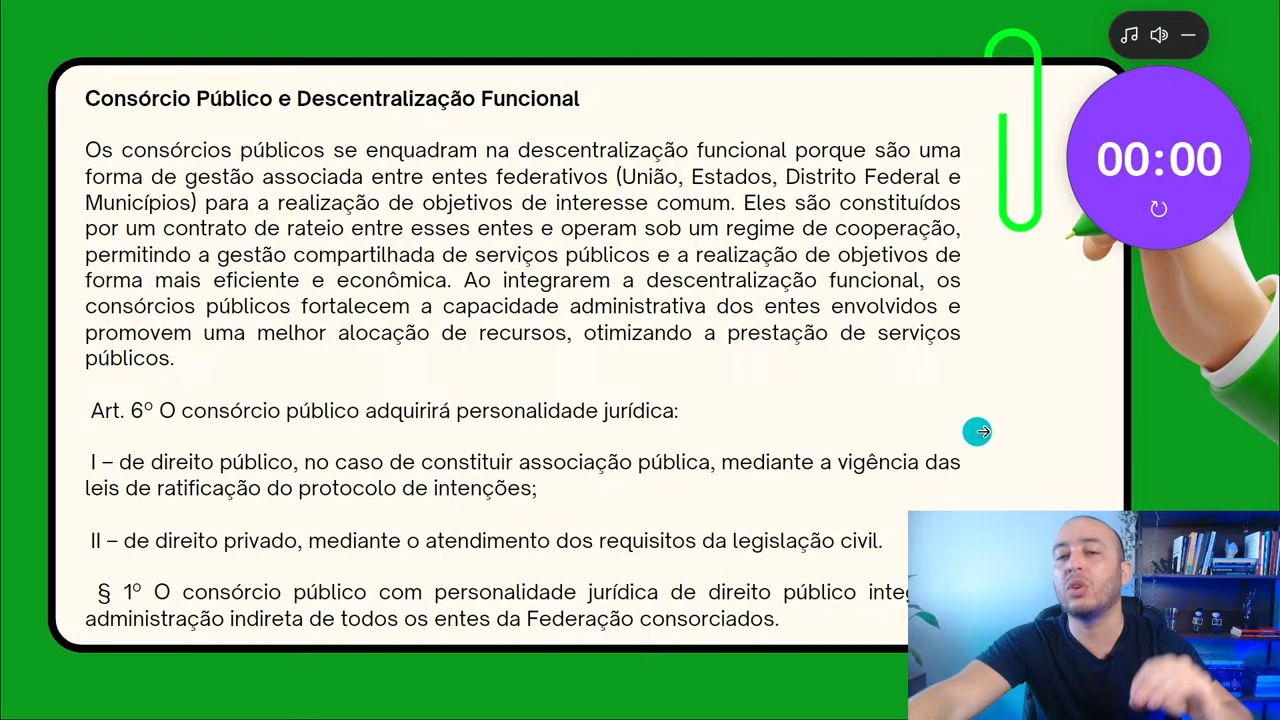 00:00
Consórcio Público e Descentralização Funcional
Os consórcios públicos se enquadram na descentralização funcional porque são uma
forma de gestão associada entre entes federativos (União, Estados, Distrito Federal e
Municípios) para a realização de objetivos de interesse comum. Eles são constituídos
por um contrato de rateio entre esses entes e operam sob um regime de cooperação,
permitindo a gestão compartilhada de serviços públicos e a realização de objetivos de
forma mais eficiente e econômica. Ao integrarem a descentralização funcional, os
consórcios públicos fortalecem a capacidade administrativa dos entes envolvidos e
promovem uma melhor alocação de recursos, otimizando a prestação de serviços
públicos.
Art. 6º O consórcio público adquirirá personalidade jurídica:
I – de direito público, no caso de constituir associação pública, mediante a vigência das
leis de ratificação do protocolo de intenções;
II – de direito privado, mediante o atendimento dos requisitos da legislação civil.
§ 1º O consórcio público com personalidade jurídica de direito público
administração indireta de todos os entes da Federação consorciados.